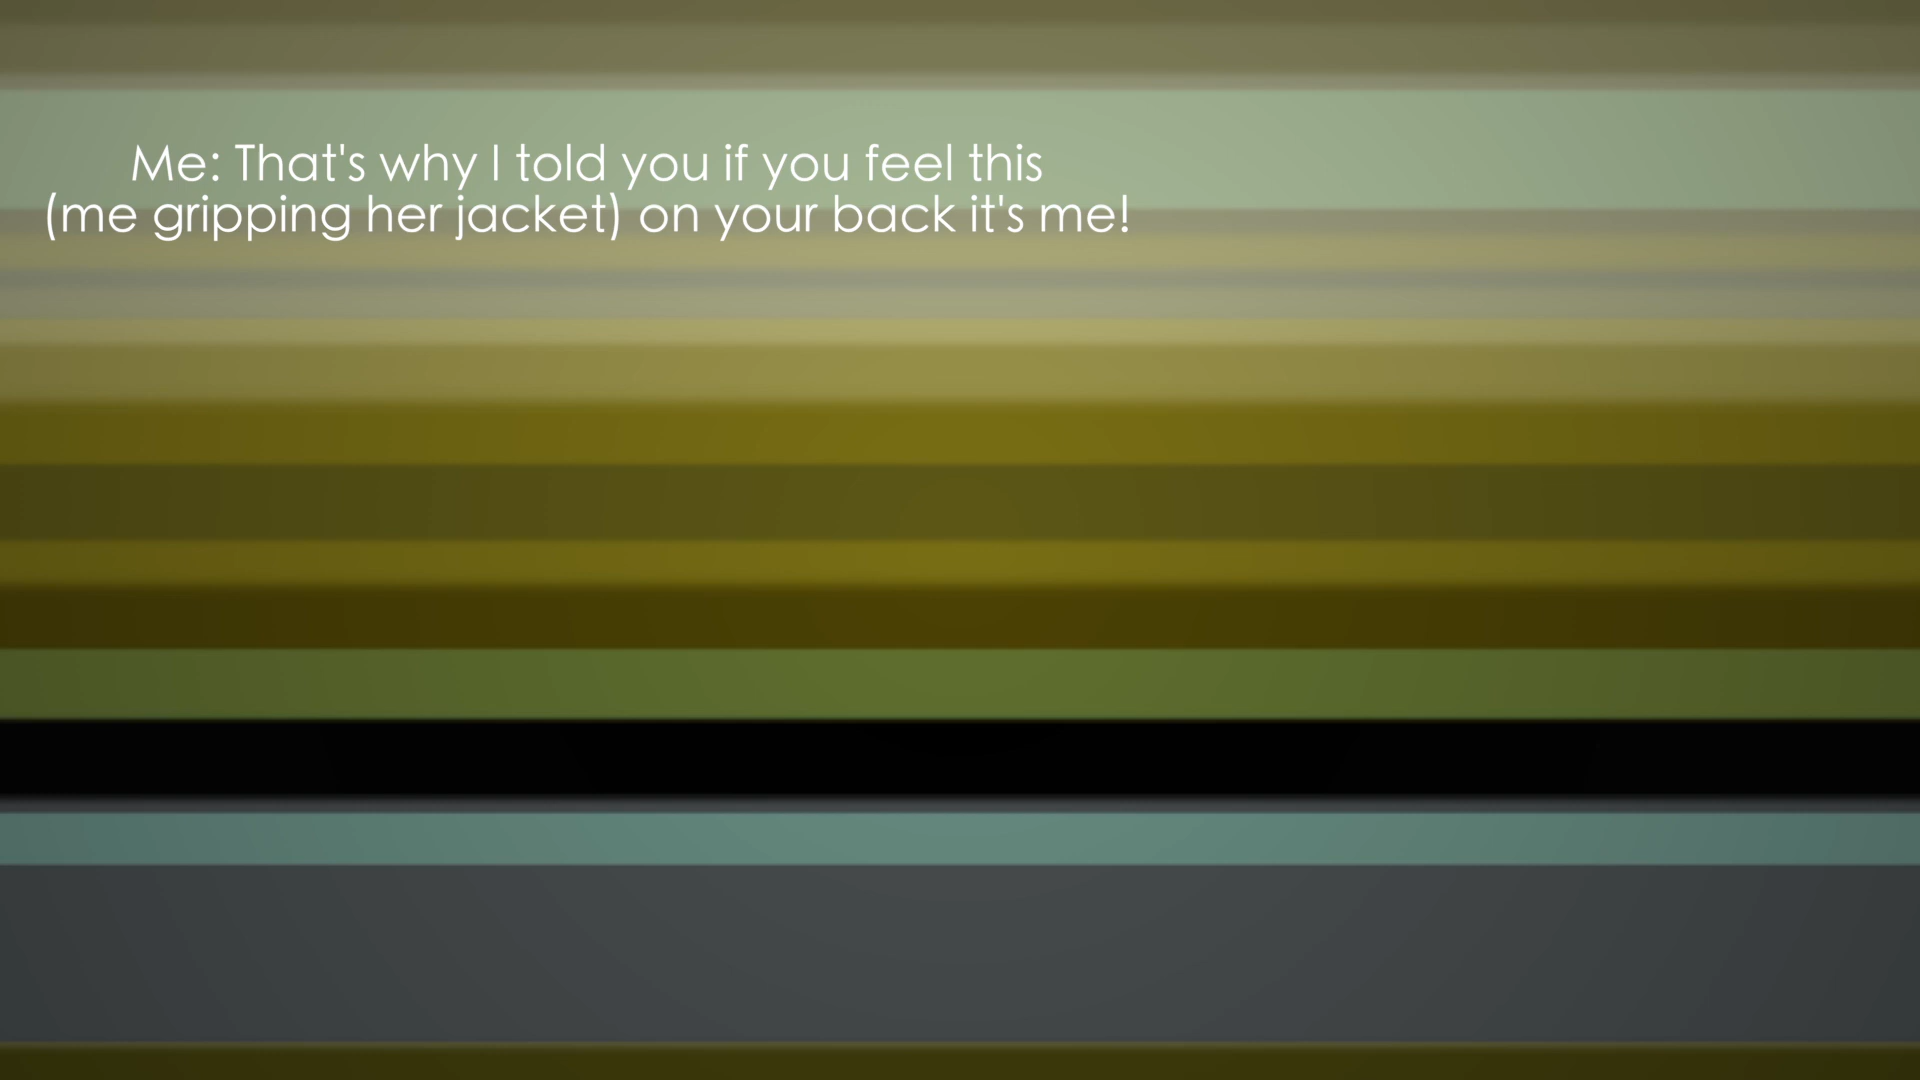 Me: That's why I told you if you feel this
(me gripping her jacket) on your back it's me!